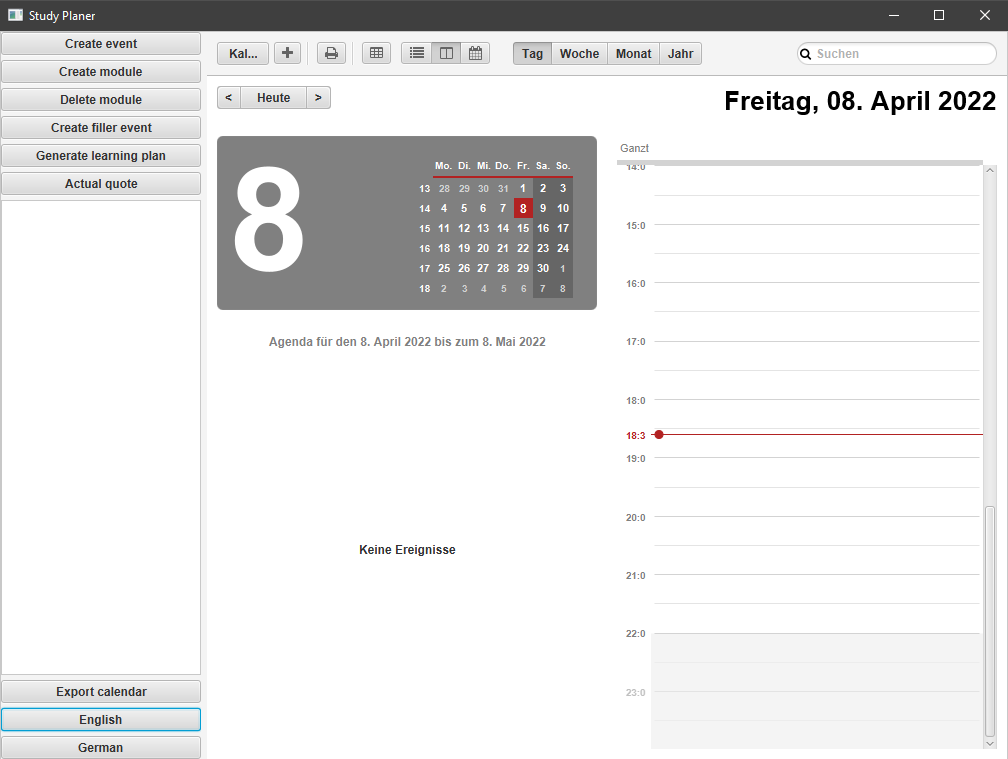 Study Planer
Create event
Create module
Delete module
Create filler event
Generate learning plan
Actual quote
Export calendar
English
German
Kal...
Tag Woche Monat Jahr
Suchen
< Heute >
Freitag, 08. April 2022
8
Mo. Di. Mi. Do. Fr. Sa. So.
13 28 29 30 31 1 2 3
14 4 5 6 7 8 9 10
15 11 12 13 14 15 16 17
16 18 19 20 21 22 23 24
17 25 26 27 28 29 30 1
18 2 3 4 5 6 7 8
Agenda für den 8. April 2022 bis zum 8. Mai 2022
Keine Ereignisse
Ganzt
14:0
15:0
16:0
17:0
18:0
18:3
19:0
20:0
21:0
22:0
23:0